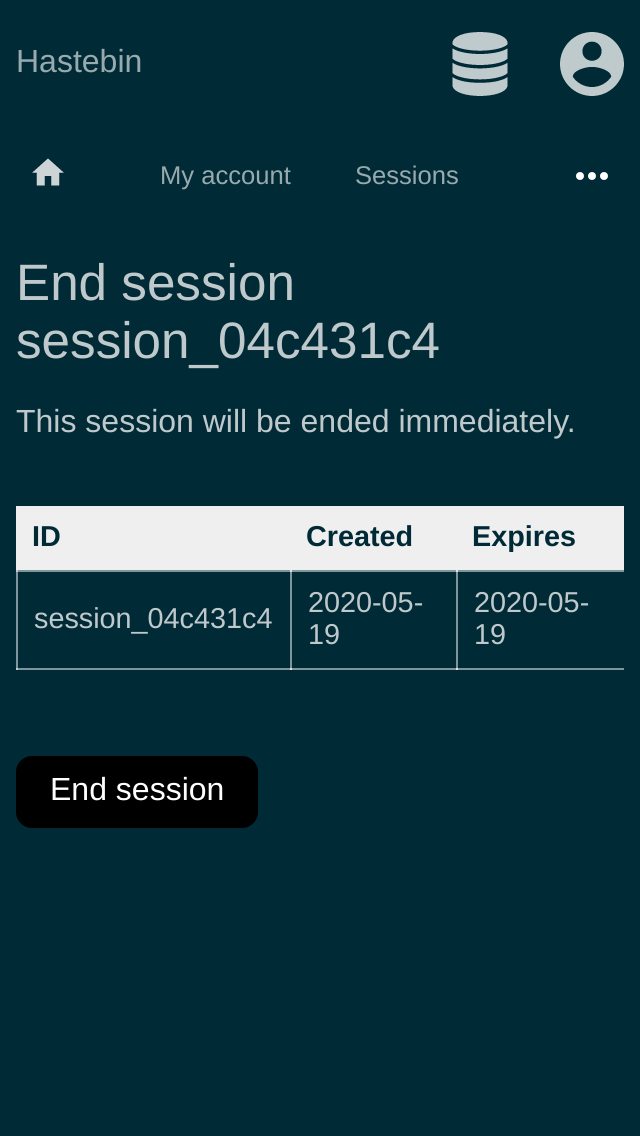 Hastebin
My account Sessions
End session
session_04c431c4
This session will be ended immediately.
ID Created Expires
session_04c431c4 2020-05-19 2020-05-19
End session